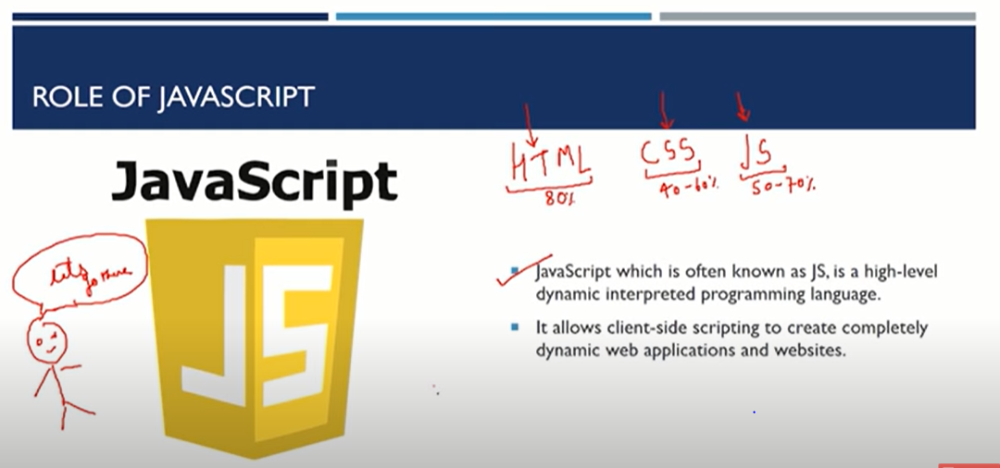 ROLE OF JAVASCRIPT
HTML CSS JS
80% 40-60% 50-70%
JavaScript
JS
lets
go there
JavaScript which is often known as JS, is a high-level
dynamic interpreted programming language.
It allows client-side scripting to create completely
dynamic web applications and websites.